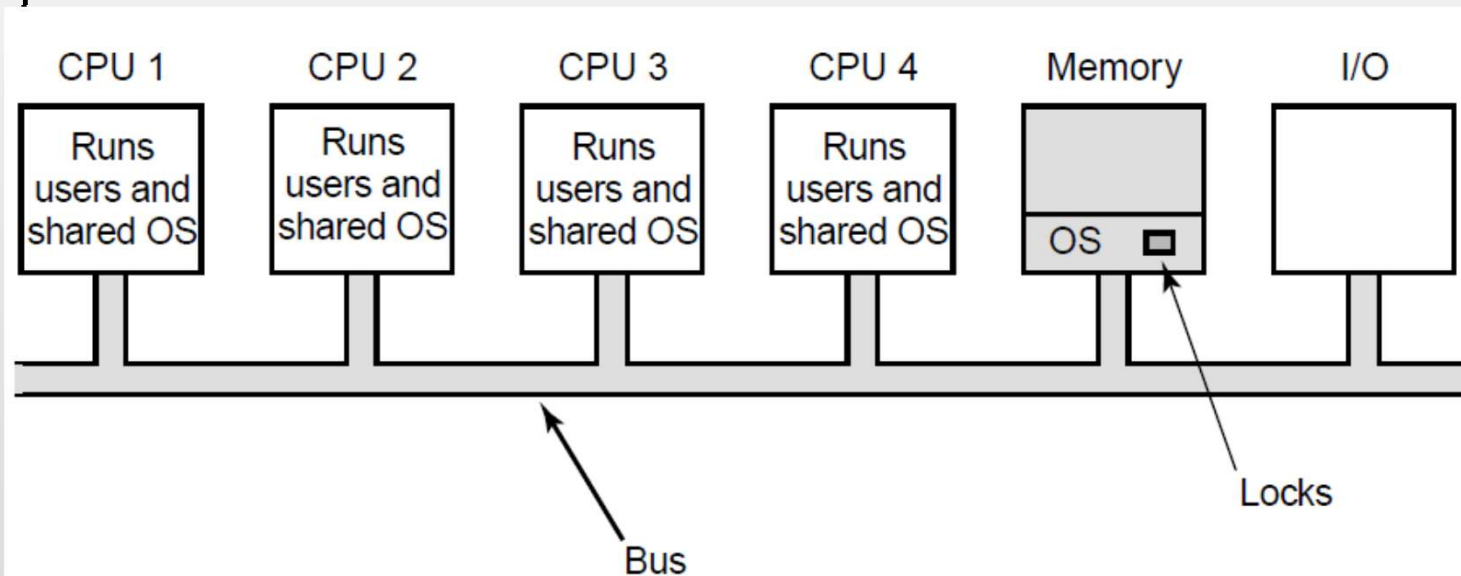 CPU 1
CPU 2
CPU 3
CPU 4
Memory
I/O
Runs
users and
shared OS
Runs
users and
shared OS
Runs
users and
shared OS
Runs
users and
shared OS
OS
Locks
Bus